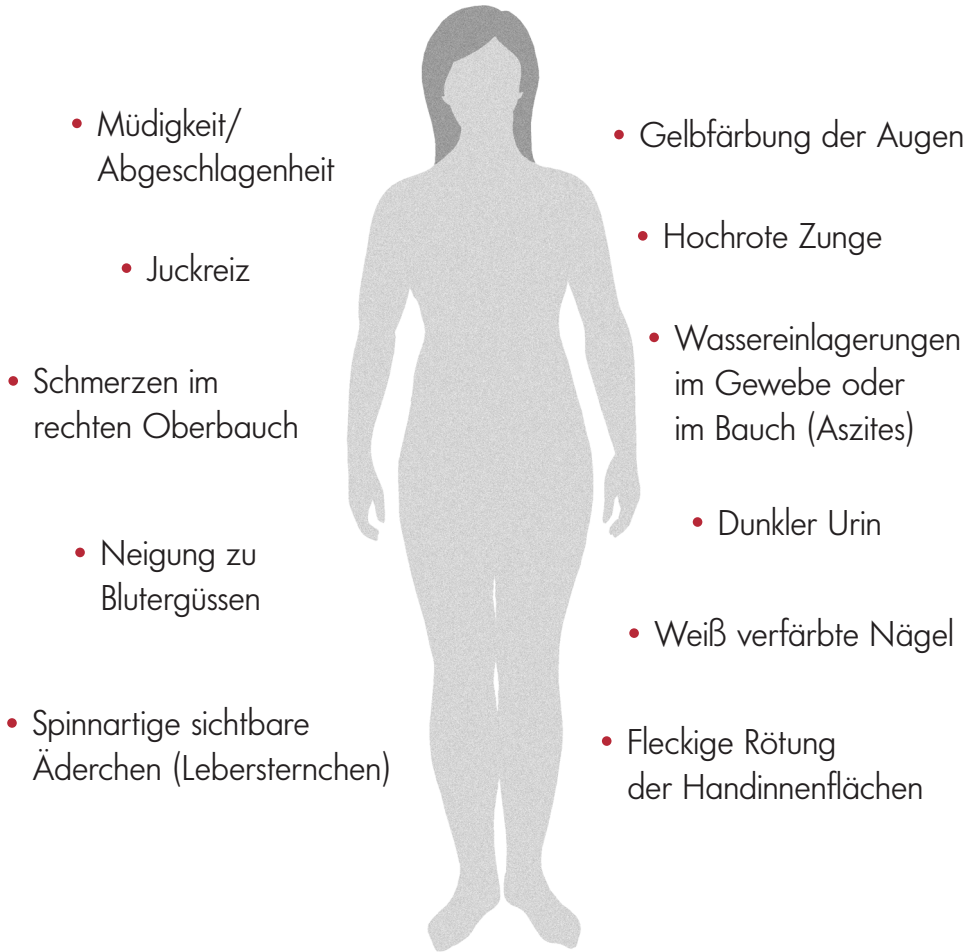 • Müdigkeit/
Abgeschlagenheit
• Juckreiz
• Schmerzen im
rechten Oberbauch
• Neigung zu
Blutergüssen
• Spinnartige sichtbare
Äderchen (Lebersternchen)
• Gelbfärbung der Augen
• Hochrote Zunge
• Wassereinlagerungen
im Gewebe oder
im Bauch (Aszites)
• Dunkler Urin
• Weiß verfärbte Nägel
• Fleckige Rötung
der Handinnenflächen